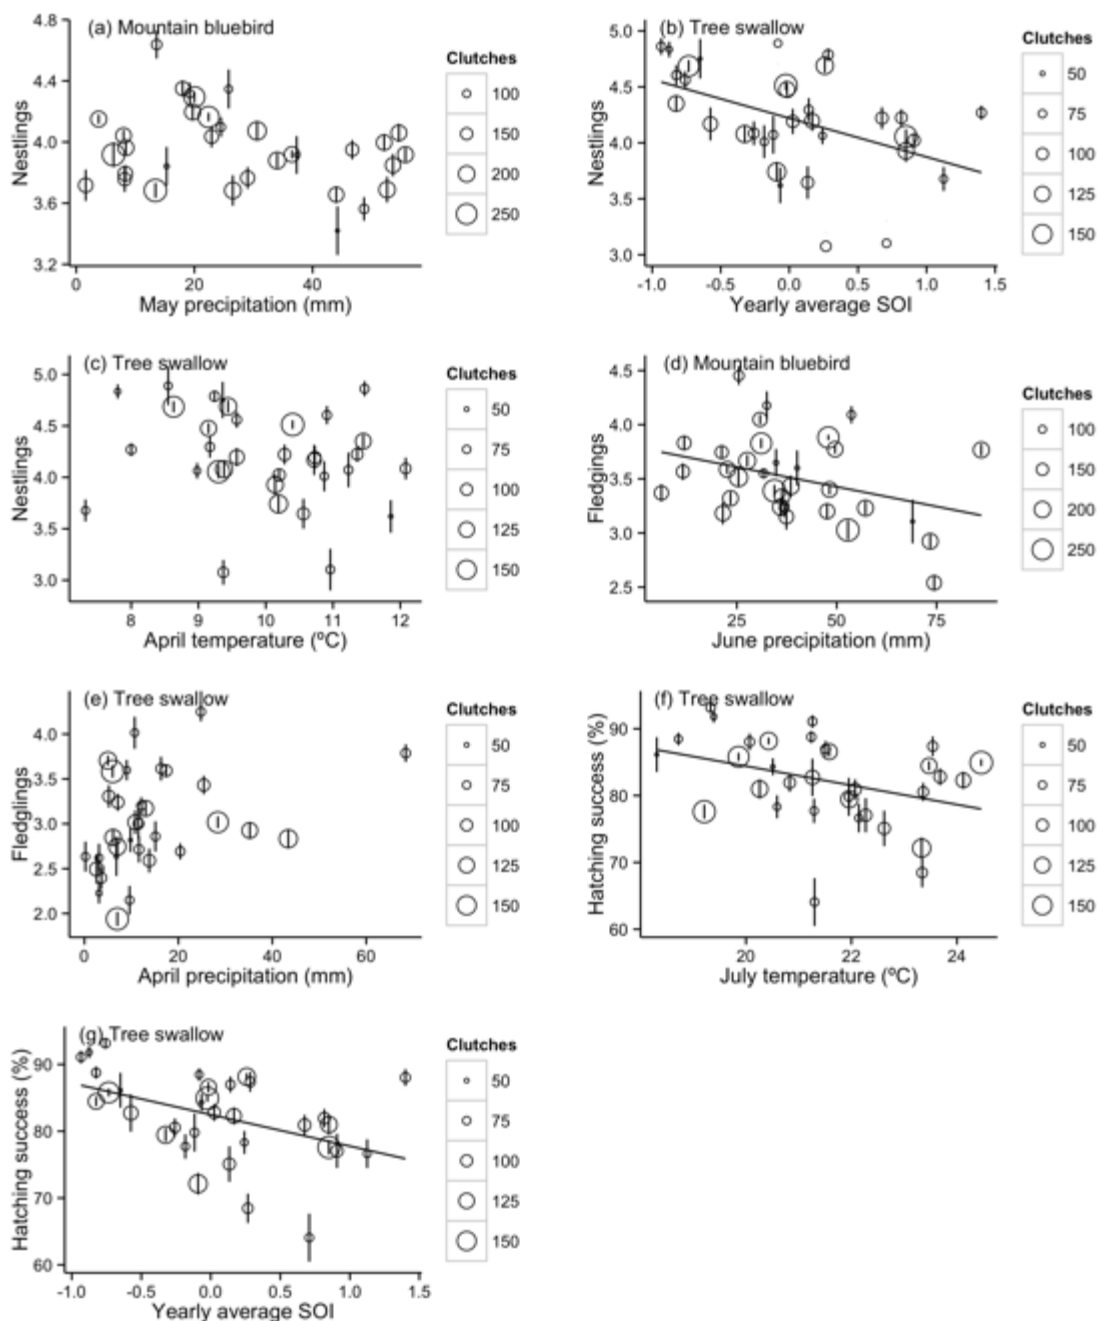 (a) Mountain bluebird
4.8
4.4
4.0
3.6
3.2
Nestlings
0 20 40
May precipitation (mm)
Clutches
100
150
200
250
(b) Tree swallow
5.0
4.5
4.0
3.5
3.0
Nestlings
-1.0 -0.5 0.0 0.5 1.0 1.5
Yearly average SOI
Clutches
50
75
100
125
150
(c) Tree swallow
5.0
4.5
4.0
3.5
3.0
Nestlings
8 9 10 11 12
April temperature (ºC)
Clutches
50
75
100
125
150
(d) Mountain bluebird
4.5
4.0
3.5
3.0
2.5
Fledgings
25 50 75
June precipitation (mm)
Clutches
100
150
200
250
(e) Tree swallow
4.0
3.5
3.0
2.5
2.0
Fledglings
0 20 40 60
April precipitation (mm)
Clutches
50
75
100
125
150
(f) Tree swallow
90
80
70
60
Hatching success (%)
20 22 24
July temperature (ºC)
Clutches
50
75
100
125
150
(g) Tree swallow
90
80
70
60
Hatching success (%)
-1.0 -0.5 0.0 0.5 1.0 1.5
Yearly average SOI
Clutches
50
75
100
125
150